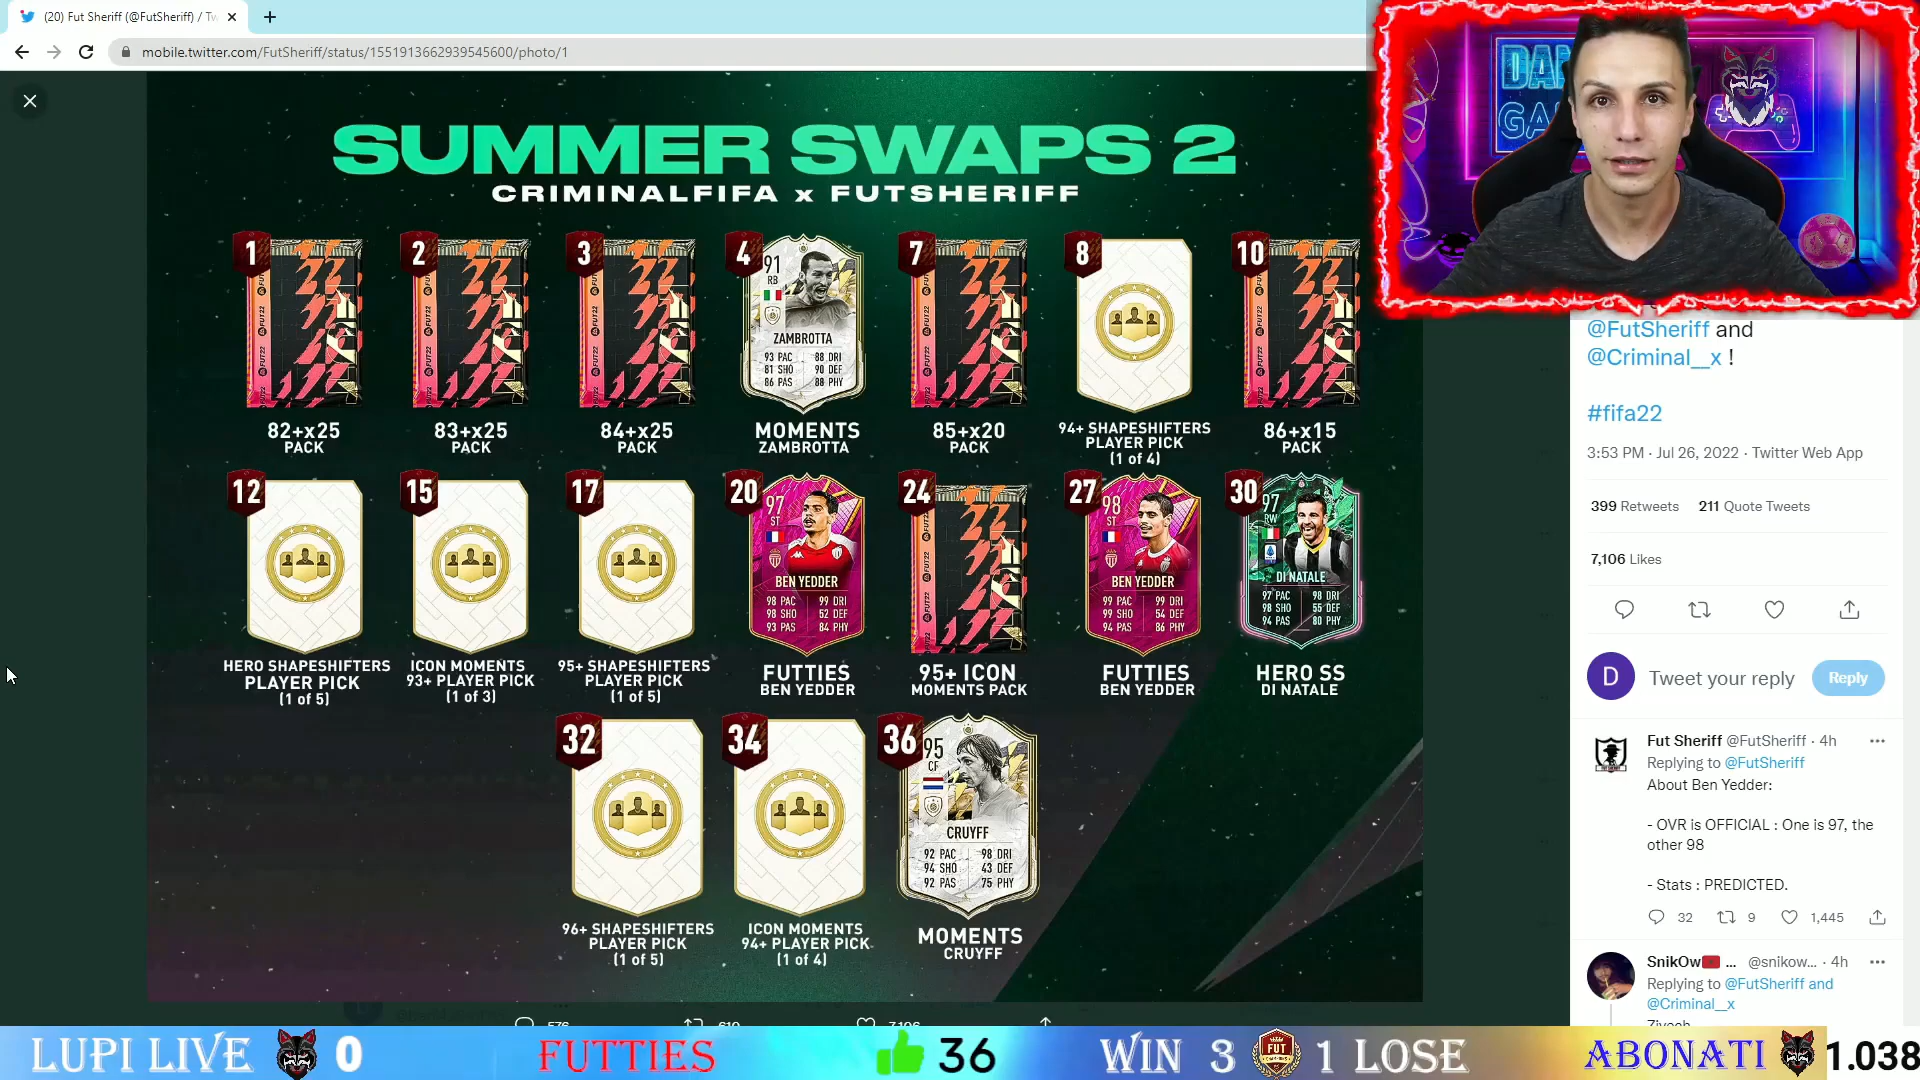 (20) Fut Sheriff (@FutSheriff) / Tw
mobile.twitter.com/FutSheriff/status/1551913662939545600/photo/1
SUMMER SWAPS 2
CRIMINALFIFA x FUTSHERIFF
1
2
3
4
7
8
10
91
RB
ZAMBROTTA
93 PAC 88 DRI
81 SHO 90 DEF
86 PAS 88 PHY
82+x25
PACK
83+x25
PACK
84+x25
PACK
MOMENTS
ZAMBROTTA
85+x20
PACK
94+ SHAPESHIFTERS
PLAYER PICK
(1 of 4)
86+x15
PACK
12
15
17
20
24
27
30
97
ST
BEN YEDDER
98 PAC 99 DRI
98 SHO 52 DEF
93 PAS 84 PHY
98
ST
BEN YEDDER
99 PAC 99 DRI
99 SHO 54 DEF
94 PAS 86 PHY
97
RW
DI NATALE
97 PAC 98 DRI
98 SHO 55 DEF
94 PAS 80 PHY
HERO SHAPESHIFTERS
PLAYER PICK
(1 of 5)
ICON MOMENTS
93+ PLAYER PICK
(1 of 3)
95+ SHAPESHIFTERS
PLAYER PICK
(1 of 5)
FUTTIES
BEN YEDDER
95+ ICON
MOMENTS PACK
FUTTIES
BEN YEDDER
HERO SS
DI NATALE
32
34
36
95
CF
CRUYFF
92 PAC 98 DRI
94 SHO 43 DEF
92 PAS 75 PHY
96+ SHAPESHIFTERS
PLAYER PICK
(1 of 5)
ICON MOMENTS
94+ PLAYER PICK
(1 of 4)
MOMENTS
CRUYFF
@FutSheriff and
@Criminal__x !
#fifa22
3:53 PM · Jul 26, 2022 · Twitter Web App
399 Retweets 211 Quote Tweets
7,106 Likes
D
Tweet your reply
Reply
Fut Sheriff @FutSheriff · 4h
Replying to @FutSheriff
About Ben Yedder:
- OVR is OFFICIAL : One is 97, the
other 98
- Stats : PREDICTED.
32 9 1,445
SnikOw ... @snikow... · 4h
Replying to @FutSheriff and
@Criminal__x
LUPI LIVE 0
FUTTIES
36
WIN 3 FUT 1 LOSE
ABONATI 1.038